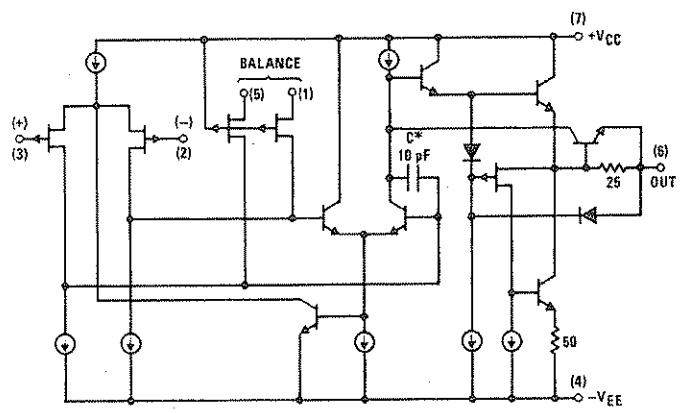 (7)
+VCC
BALANCE
(5)
(1)
(+)
(3)
(−)
(2)
C*
10 pF
(6)
25
OUT
50
(4)
−VEE